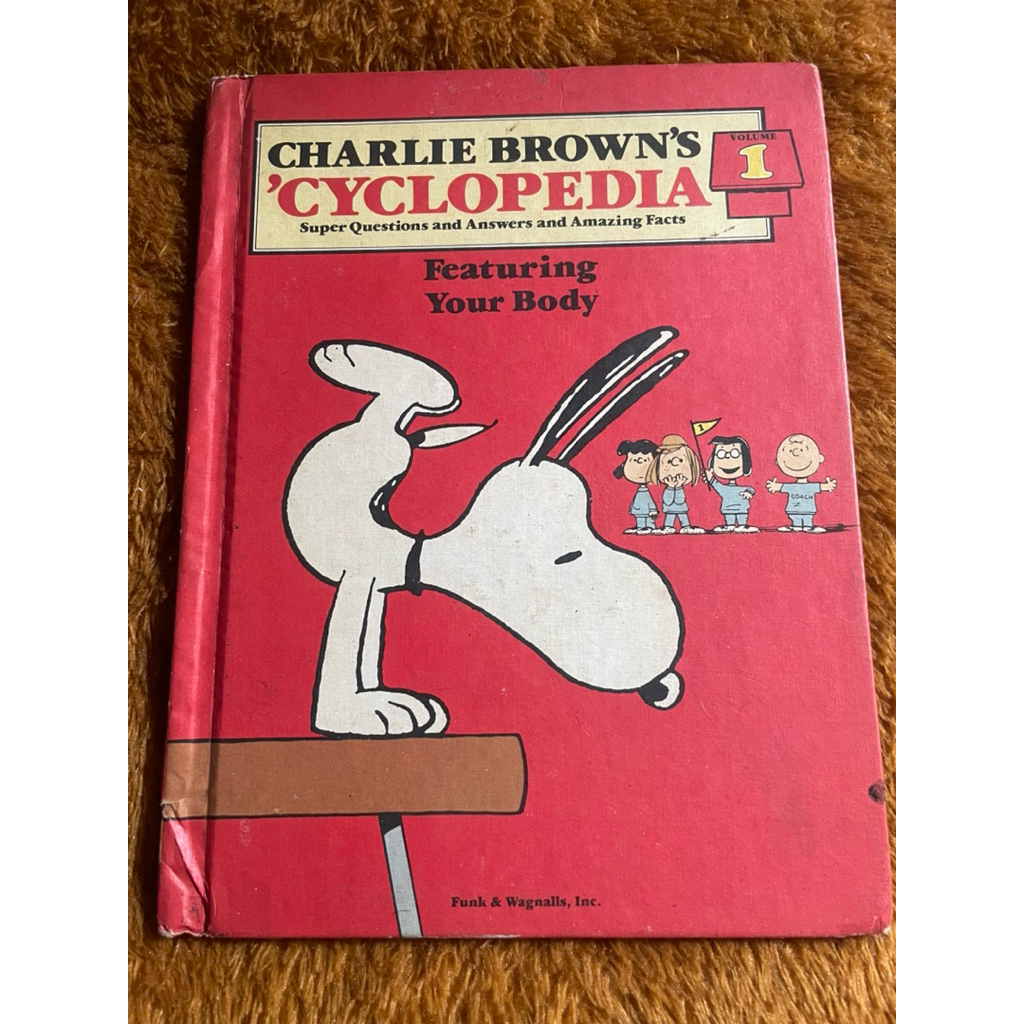 CHARLIE BROWN'S
'CYCLOPEDIA
Super Questions and Answers and Amazing Facts
VOLUME
1
Featuring
Your Body
1
COACH
Funk & Wagnalls, Inc.